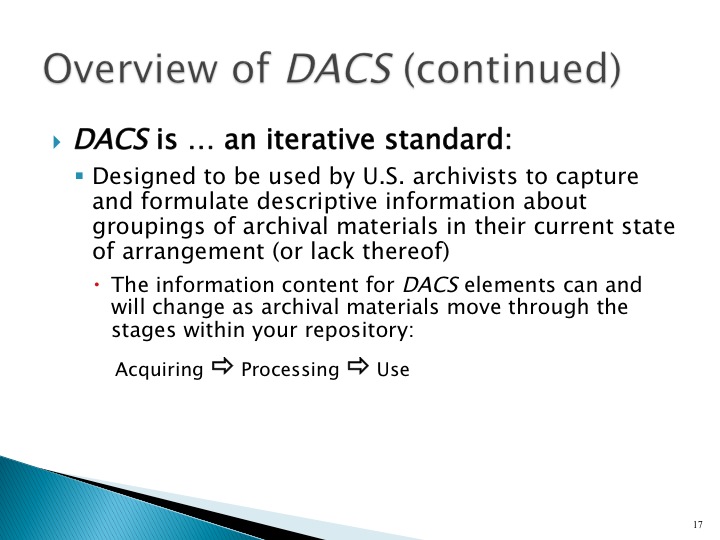 Overview of DACS (continued)
DACS is … an iterative standard:
Designed to be used by U.S. archivists to capture
and formulate descriptive information about
groupings of archival materials in their current state
of arrangement (or lack thereof)
The information content for DACS elements can and
will change as archival materials move through the
stages within your repository:
Acquiring ⇨ Processing ⇨ Use
17